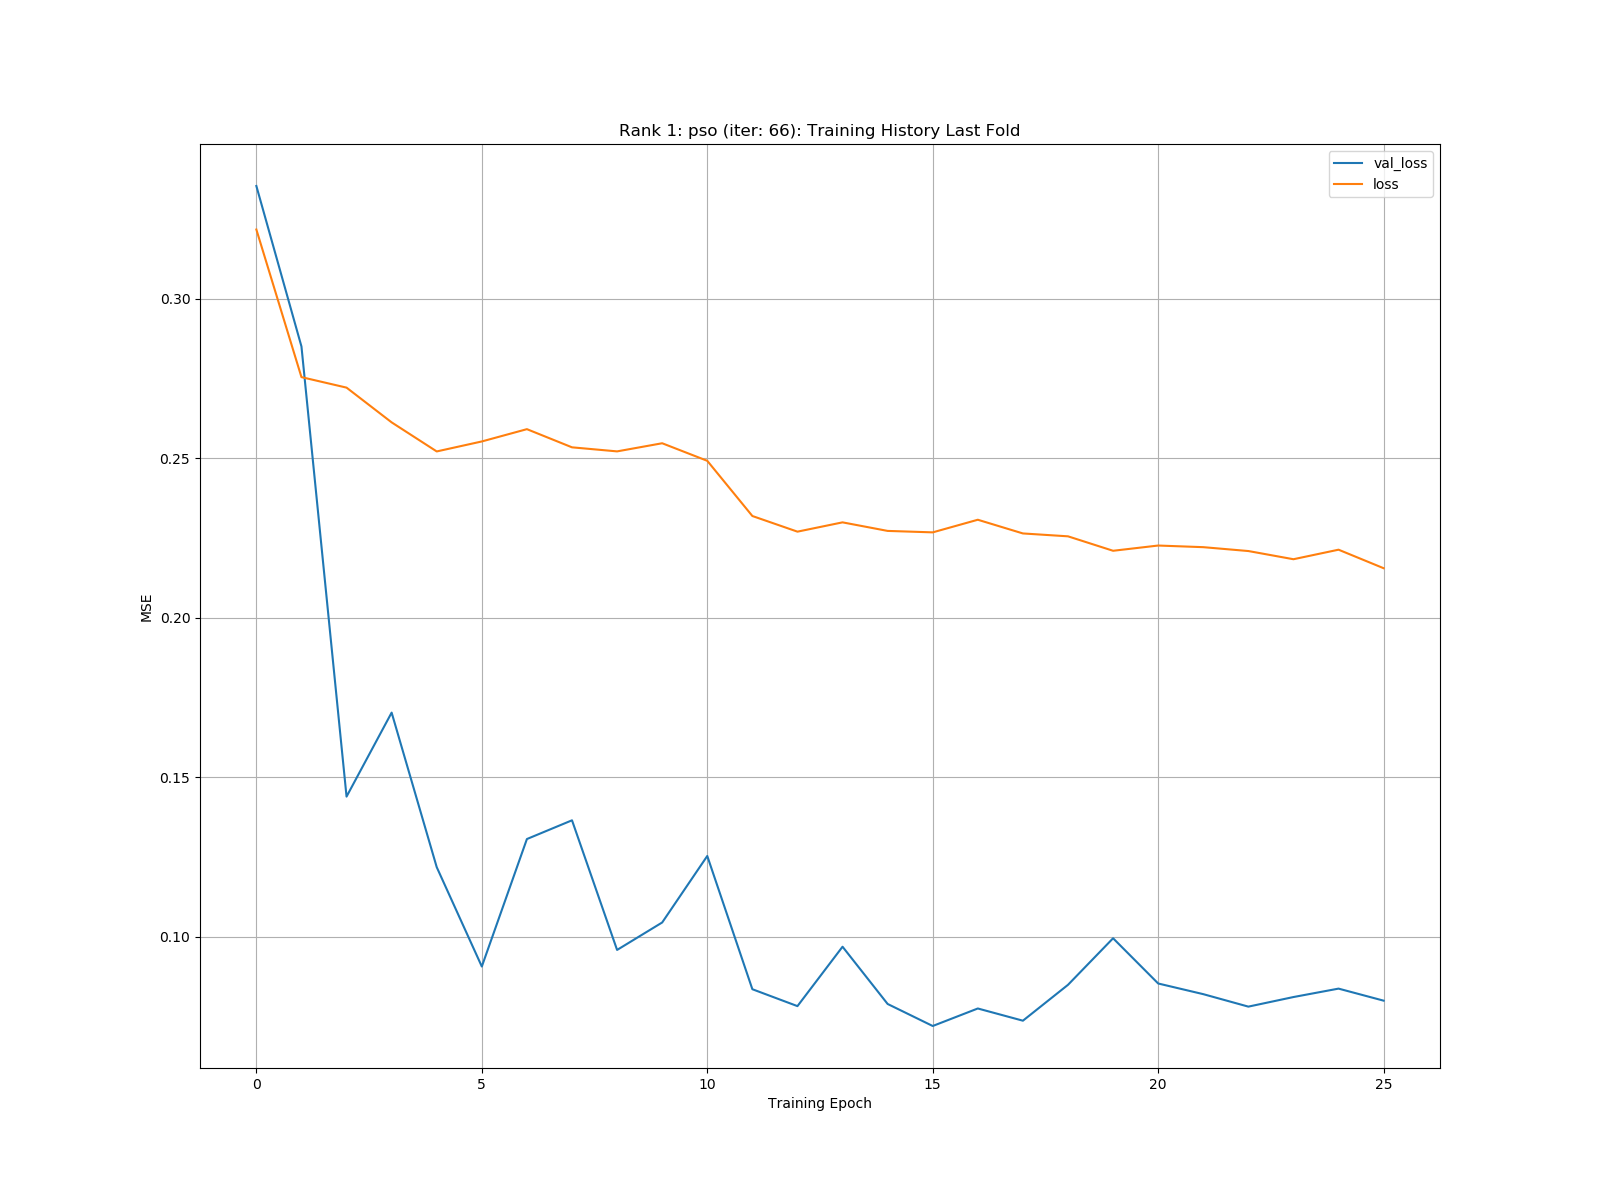 Rank 1: pso (iter: 66): Training History Last Fold
val_loss
loss
0.30
0.25
0.20
0.15
0.10
MSE
0 5 10 15 20 25
Training Epoch